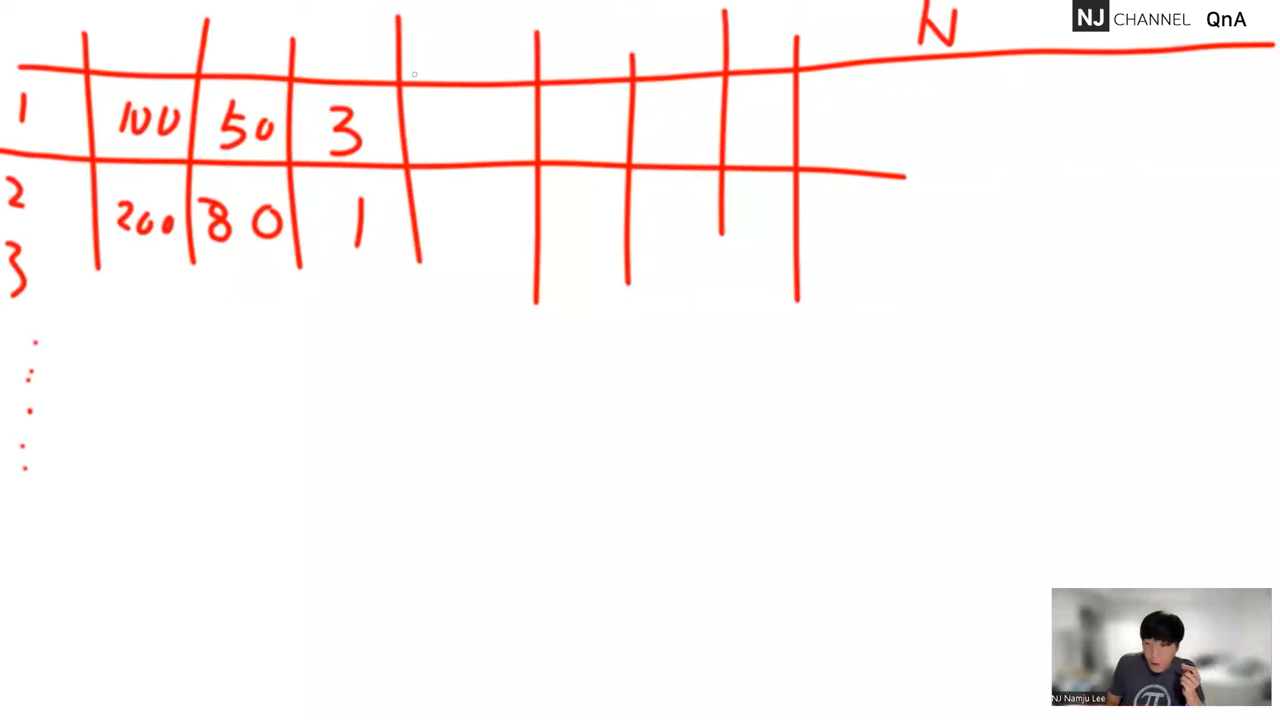 NJ CHANNEL QnA
N
1 100 50 3
2 200 80 1
3
π
NJ Namju Lee